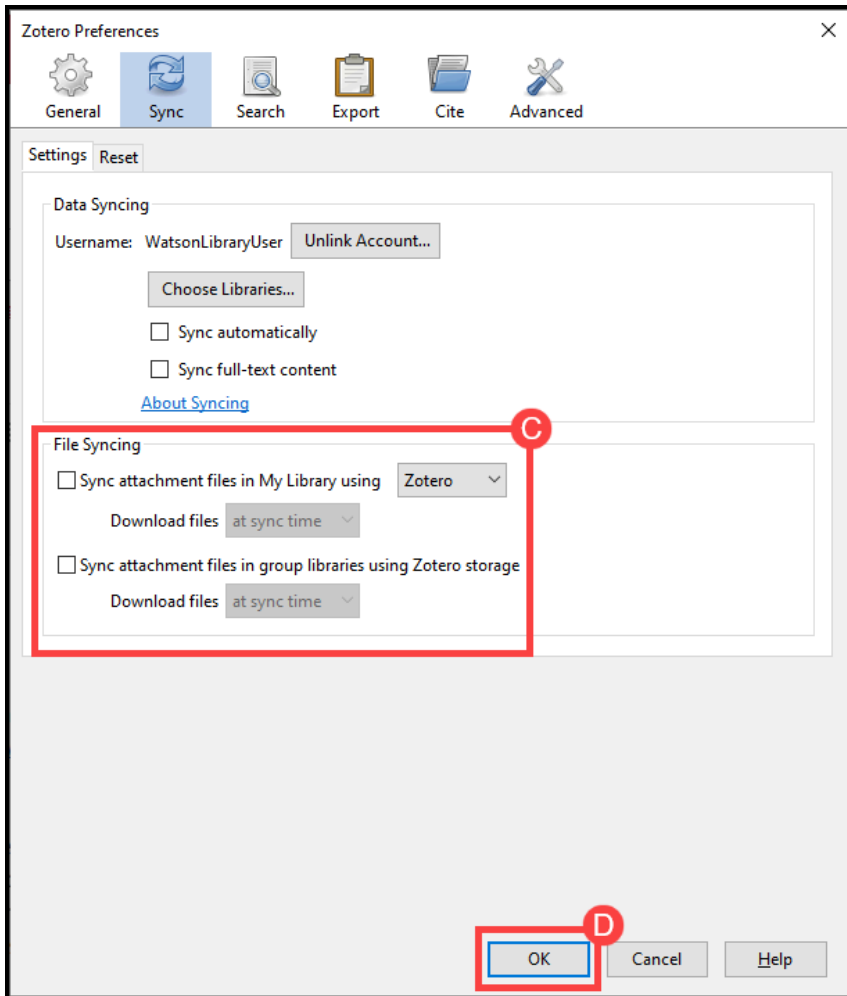 Zotero Preferences
General Sync Search Export Cite Advanced
Settings Reset
Data Syncing
Username: WatsonLibraryUser Unlink Account...
Choose Libraries...
Sync automatically
Sync full-text content
About Syncing
C
File Syncing
Sync attachment files in My Library using Zotero
Download files at sync time
Sync attachment files in group libraries using Zotero storage
Download files at sync time
D
OK Cancel Help